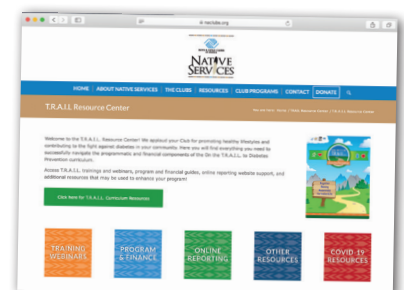 naclubs.org
NATIVE
SERVICES
HOME ABOUT NATIVE SERVICES THE CLUBS RESOURCES CLUB PROGRAMS CONTACT DONATE
T.R.A.I.L Resource Center
Welcome to the T.R.A.I.L. Resource Center! We applaud your Club for promoting healthy lifestyles and
contributing to the fight against diabetes in your community. Here you will find everything you need to
successfully navigate the programmatic and financial components of the On the T.R.A.I.L. to Diabetes
Prevention curriculum.
Access T.R.A.I.L. trainings and webinars, program and financial guides, online reporting website support, and
additional resources that may be used to enhance your program!
Click here for T.R.A.I.L. Curriculum Resources
TRAINING
WEBINARS
PROGRAM
& FINANCE
ONLINE
REPORTING
OTHER
RESOURCES
COVID-19
RESOURCES